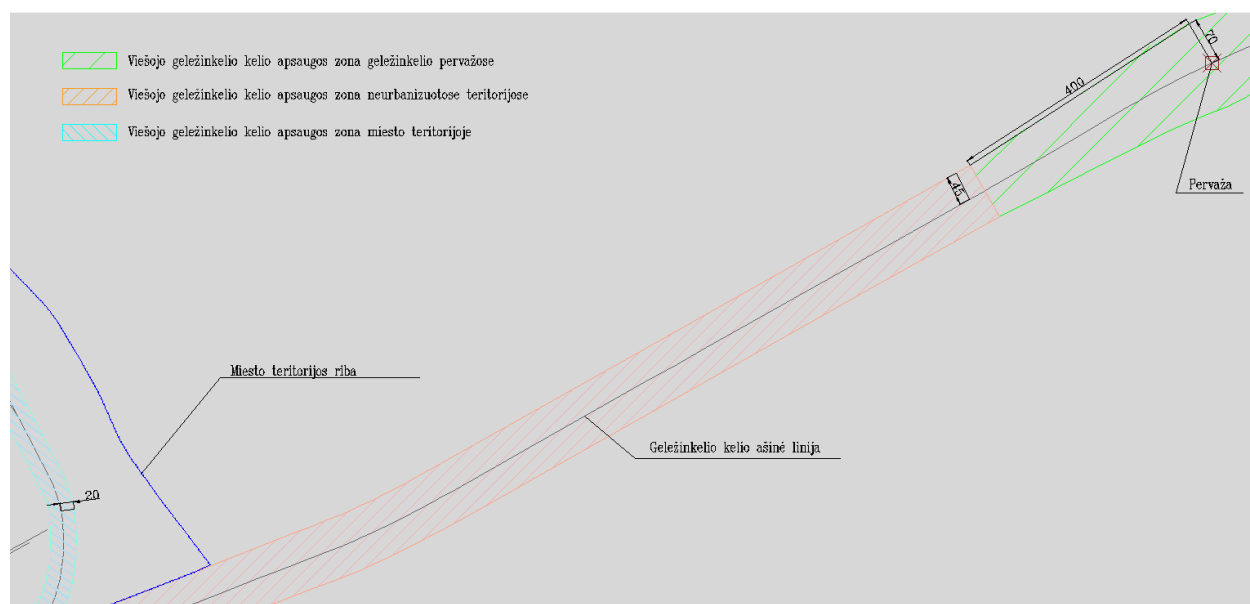 Viešojo geležinkelio kelio apsaugos zona geležinkelio pervažose
Viešojo geležinkelio kelio apsaugos zona neurbanizuotose teritorijose
Viešojo geležinkelio kelio apsaugos zona miesto teritorijoje
70
400
Pervaža
45
Miesto teritorijos riba
Geležinkelio kelio ašinė linija
20